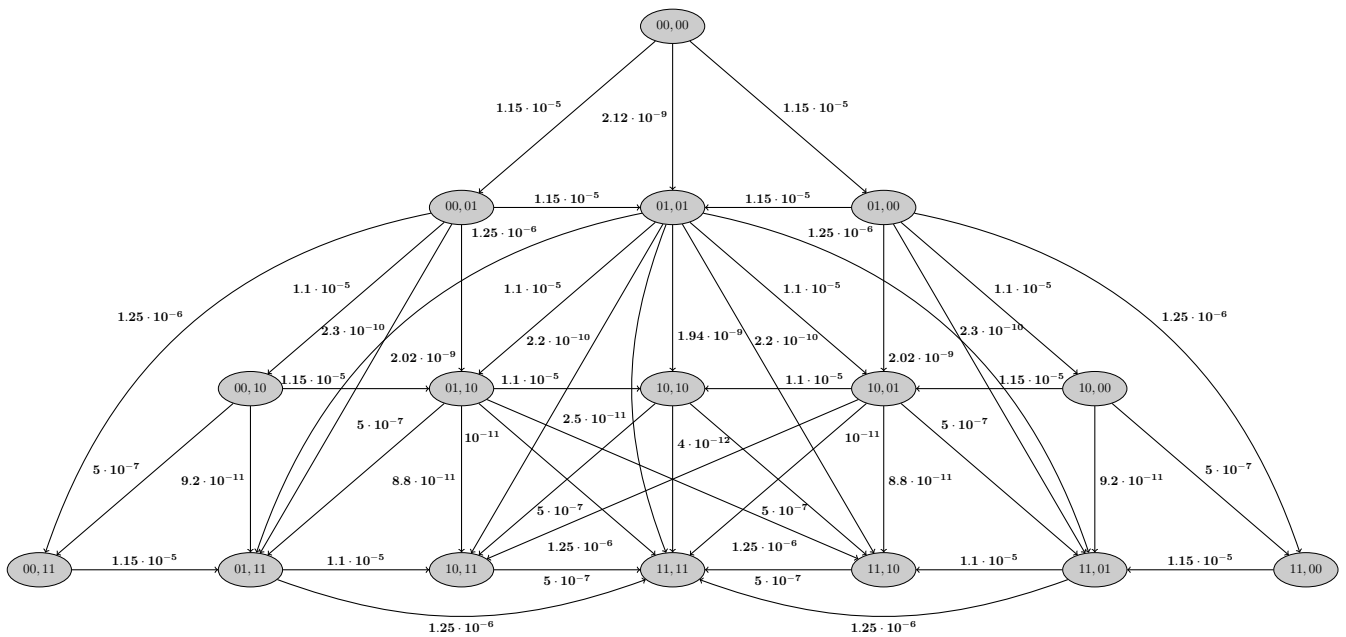 00, 00
1.15 · 10⁻⁵
1.15 · 10⁻⁵
2.12 · 10⁻⁹
1.15 · 10⁻⁵
1.15 · 10⁻⁵
00, 01
01, 01
01, 00
1.25 · 10⁻⁶
1.25 · 10⁻⁶
1.1 · 10⁻⁵
1.1 · 10⁻⁵
1.1 · 10⁻⁵
1.1 · 10⁻⁵
1.25 · 10⁻⁶
1.25 · 10⁻⁶
2.3 · 10⁻¹⁰
2.2 · 10⁻¹⁰
1.94 · 10⁻⁹
2.2 · 10⁻¹⁰
2.3 · 10⁻¹⁰
2.02 · 10⁻⁹
2.02 · 10⁻⁹
1.15 · 10⁻⁵
1.1 · 10⁻⁵
1.1 · 10⁻⁵
1.15 · 10⁻⁵
00, 10
01, 10
10, 10
10, 01
10, 00
2.5 · 10⁻¹¹
5 · 10⁻⁷
5 · 10⁻⁷
10⁻¹¹
4 · 10⁻¹²
10⁻¹¹
5 · 10⁻⁷
5 · 10⁻⁷
9.2 · 10⁻¹¹
8.8 · 10⁻¹¹
8.8 · 10⁻¹¹
9.2 · 10⁻¹¹
5 · 10⁻⁷
5 · 10⁻⁷
1.25 · 10⁻⁶
1.25 · 10⁻⁶
1.15 · 10⁻⁵
1.1 · 10⁻⁵
1.1 · 10⁻⁵
1.15 · 10⁻⁵
00, 11
01, 11
10, 11
11, 11
11, 10
11, 01
11, 00
5 · 10⁻⁷
5 · 10⁻⁷
1.25 · 10⁻⁶
1.25 · 10⁻⁶